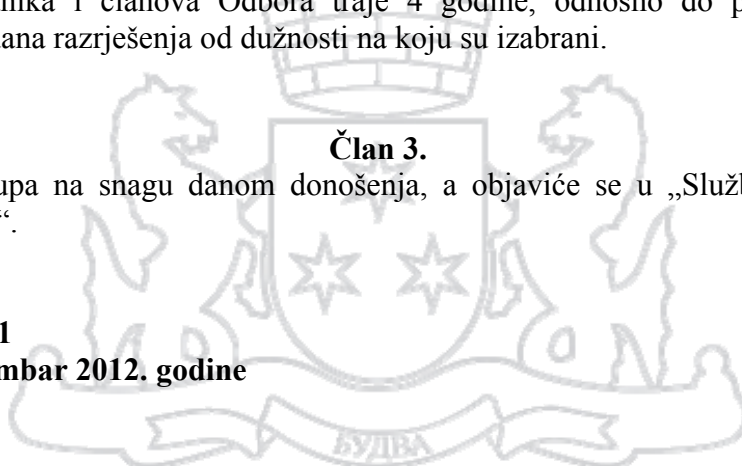 nika i članova Odbora traje 4 godine, odnosno do p
dana razrješenja od dužnosti na koju su izabrani.
Član 3.
upa na snagu danom donošenja, a objaviće se u „Služb
“.
1
mbar 2012. godine
БУДВА